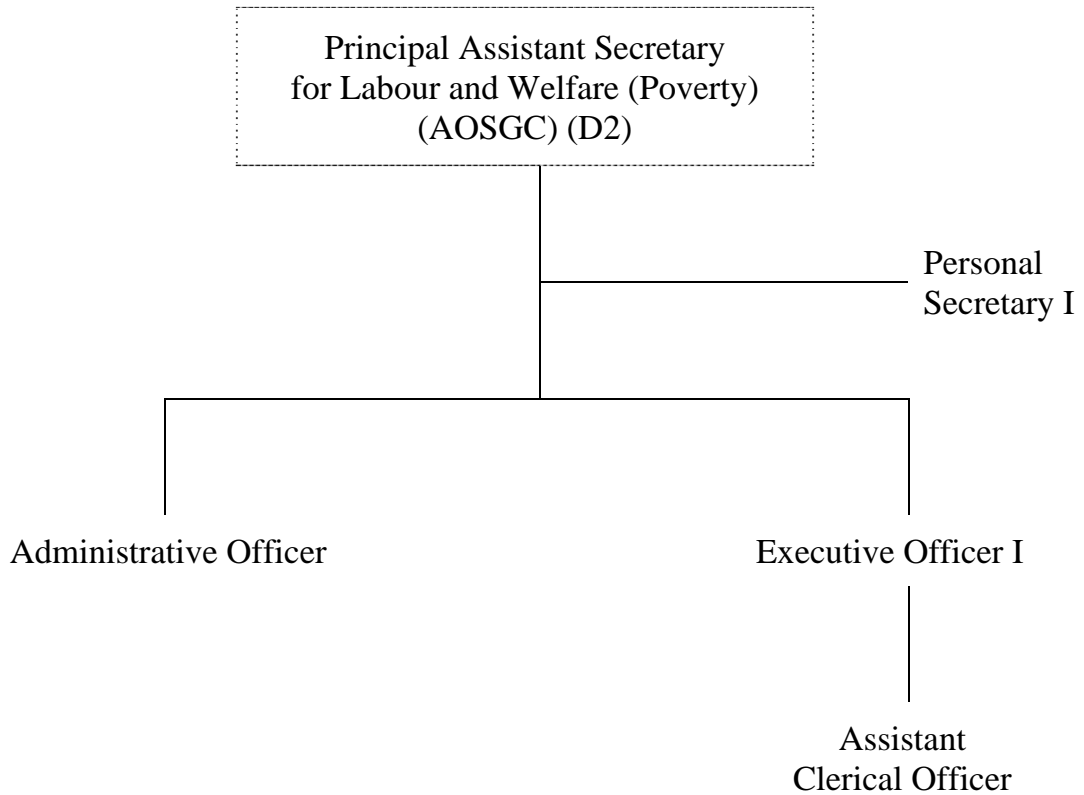 Principal Assistant Secretary
for Labour and Welfare (Poverty)
(AOSGC) (D2)
Personal
Secretary I
Administrative Officer
Executive Officer I
Assistant
Clerical Officer